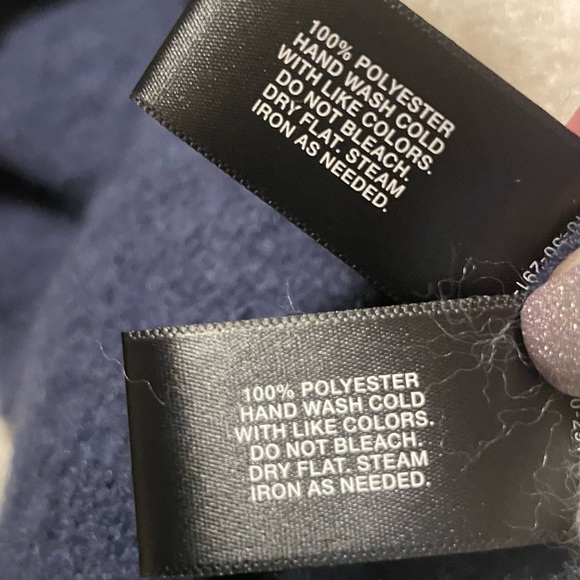 100% POLYESTER
HAND WASH COLD
WITH LIKE COLORS.
DO NOT BLEACH.
DRY FLAT. STEAM
IRON AS NEEDED.
100% POLYESTER
HAND WASH COLD
WITH LIKE COLORS.
DO NOT BLEACH.
DRY FLAT. STEAM
IRON AS NEEDED.